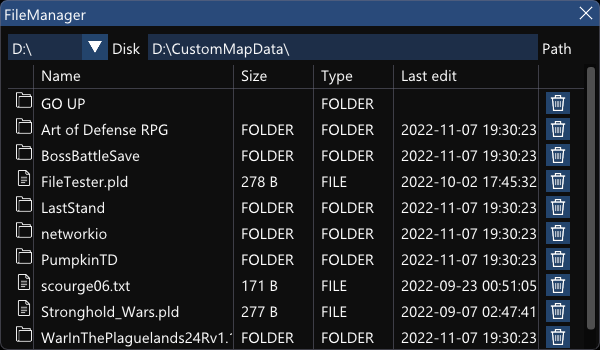 FileManager
D:\ Disk D:\CustomMapData\ Path
Name Size Type Last edit
GO UP FOLDER
Art of Defense RPG FOLDER FOLDER 2022-11-07 19:30:23
BossBattleSave FOLDER FOLDER 2022-11-07 19:30:23
FileTester.pld 278 B FILE 2022-10-02 17:45:32
LastStand FOLDER FOLDER 2022-11-07 19:30:23
networkio FOLDER FOLDER 2022-11-07 19:30:23
PumpkinTD FOLDER FOLDER 2022-11-07 19:30:23
scourge06.txt 171 B FILE 2022-09-23 00:51:05
Stronghold_Wars.pld 277 B FILE 2022-09-07 02:47:41
WarInThePlaguelands24Rv1.1 FOLDER FOLDER 2022-11-07 19:30:23